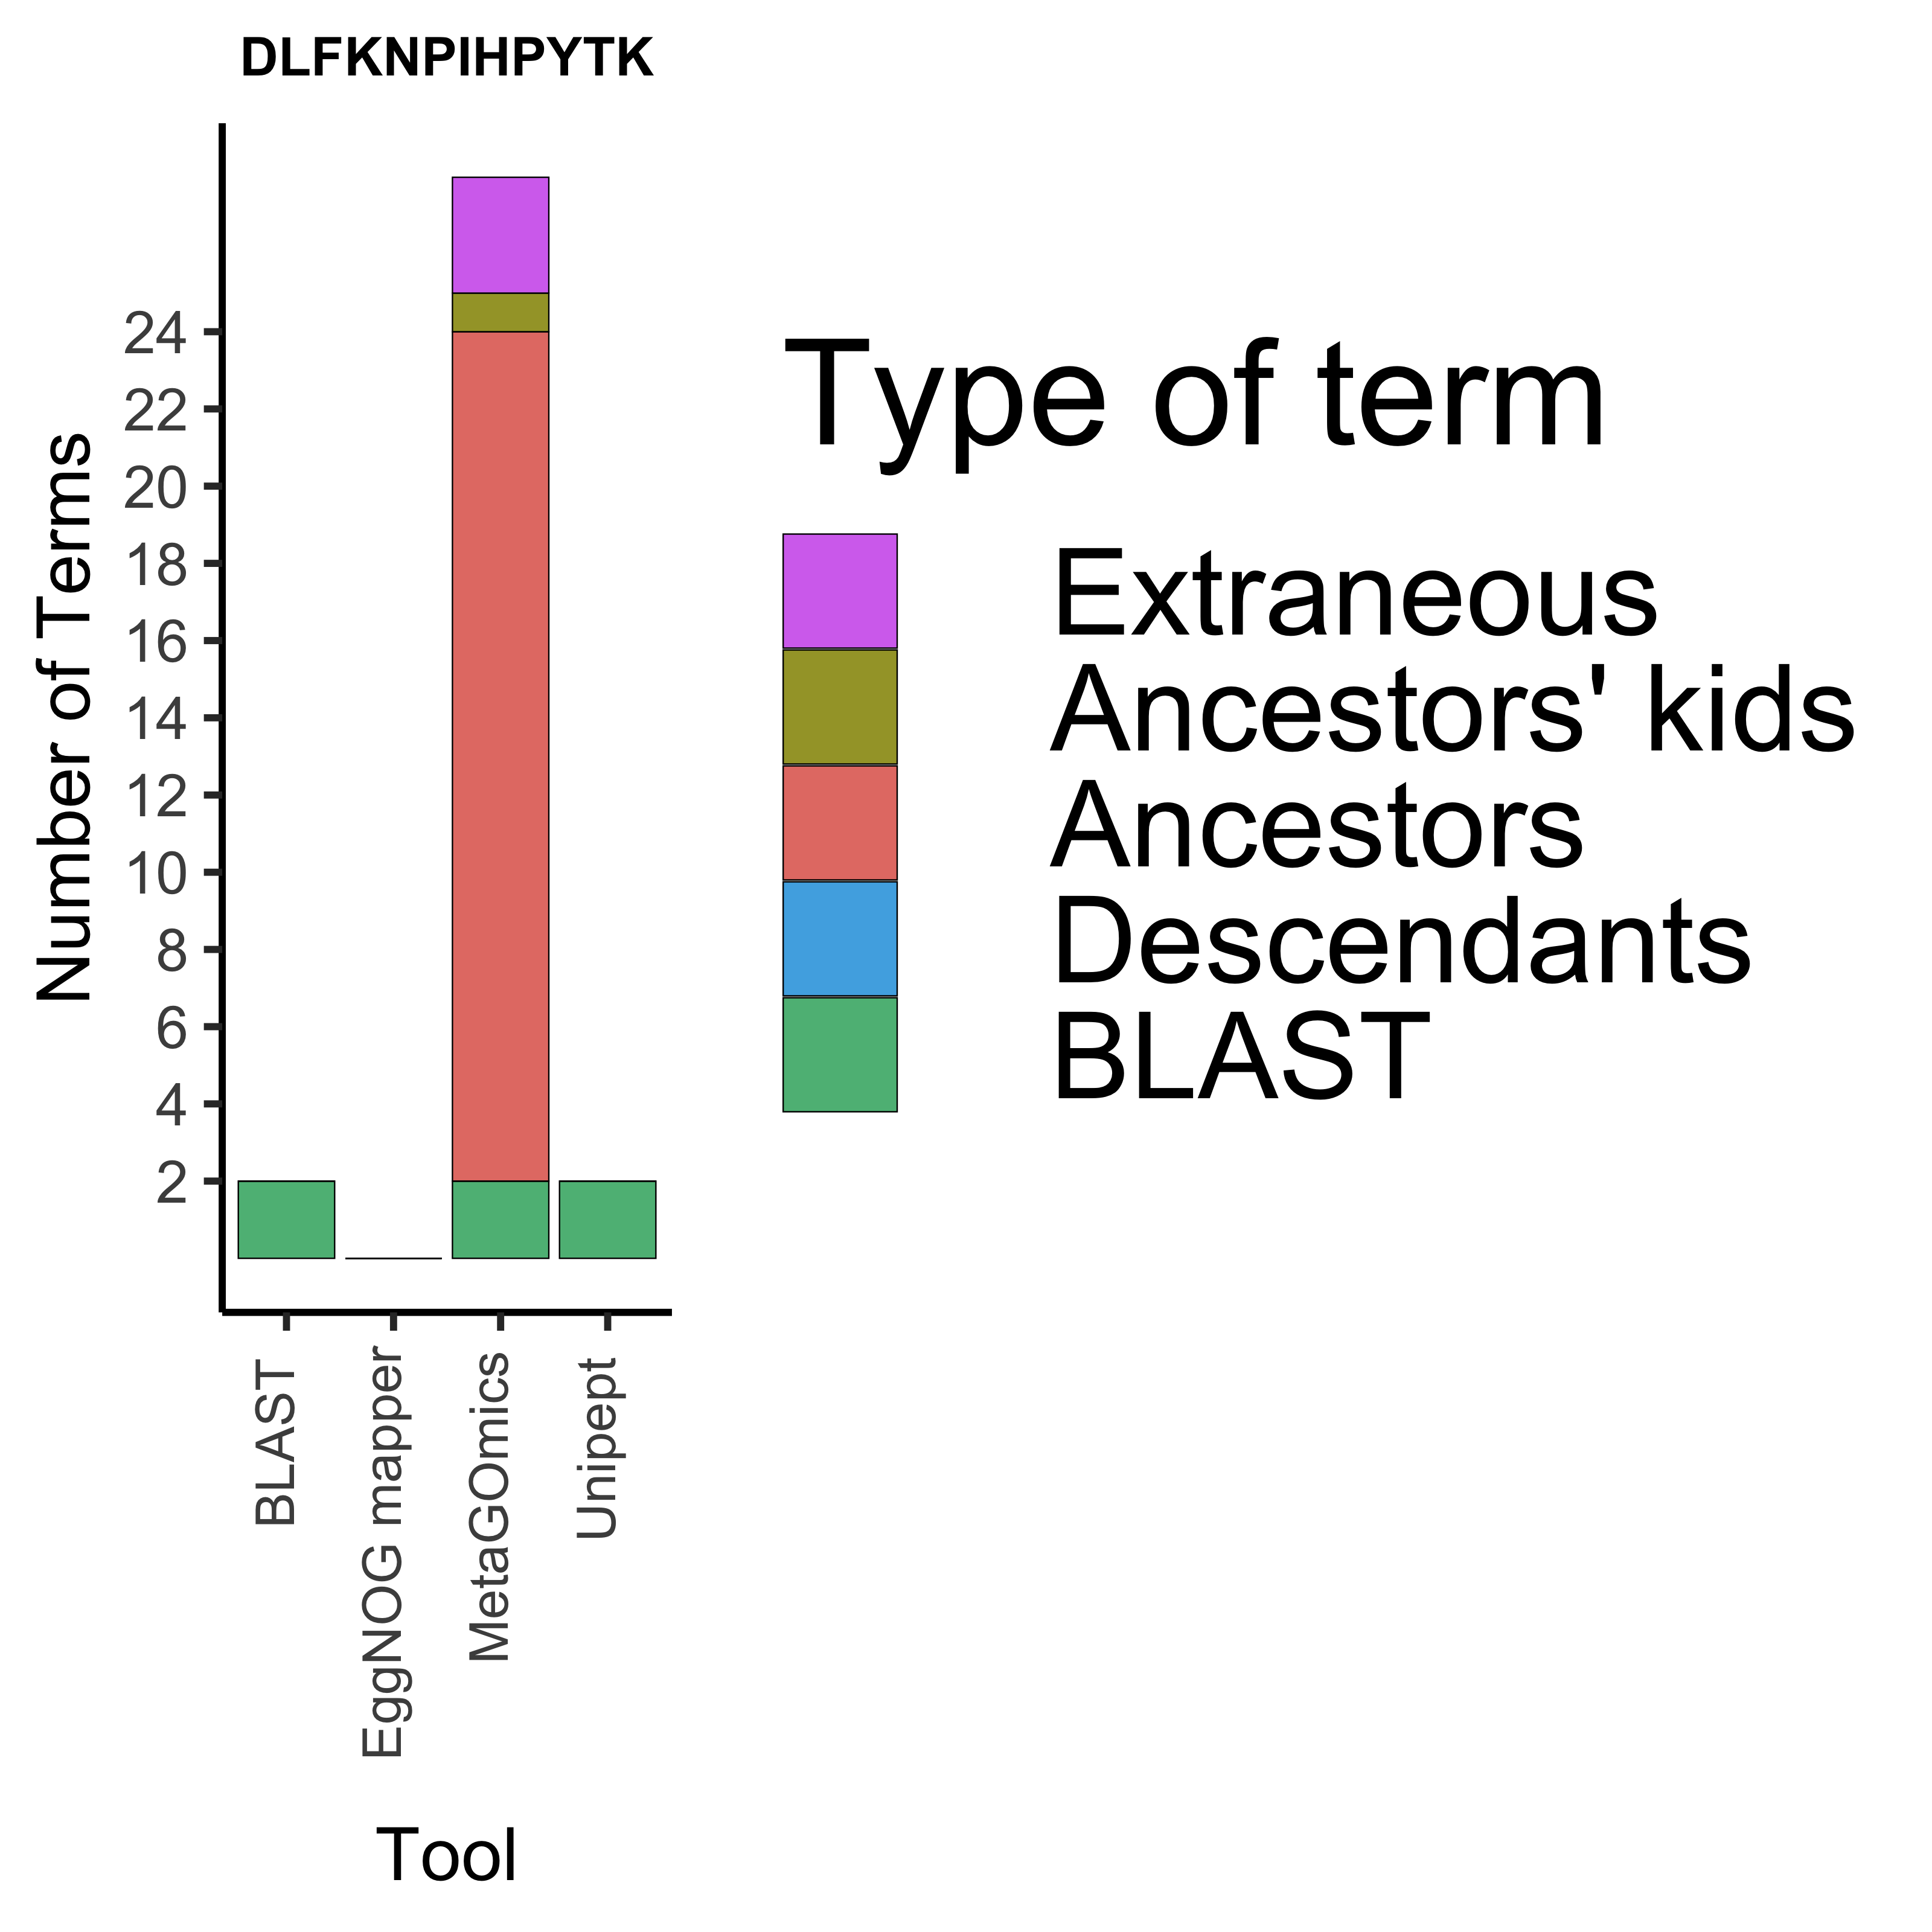 DLFKNPIHPYTK
Number of Terms
24
22
20
18
16
14
12
10
8
6
4
2
BLAST
EggNOG mapper
MetaGOmics
Unipept
Tool
Type of term
Extraneous
Ancestors' kids
Ancestors
Descendants
BLAST